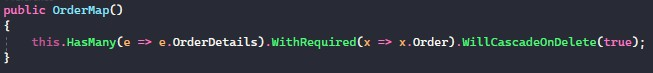 public OrderMap()
{
    this.HasMany(e => e.OrderDetails).WithRequired(x => x.Order).WillCascadeOnDelete(true);
}